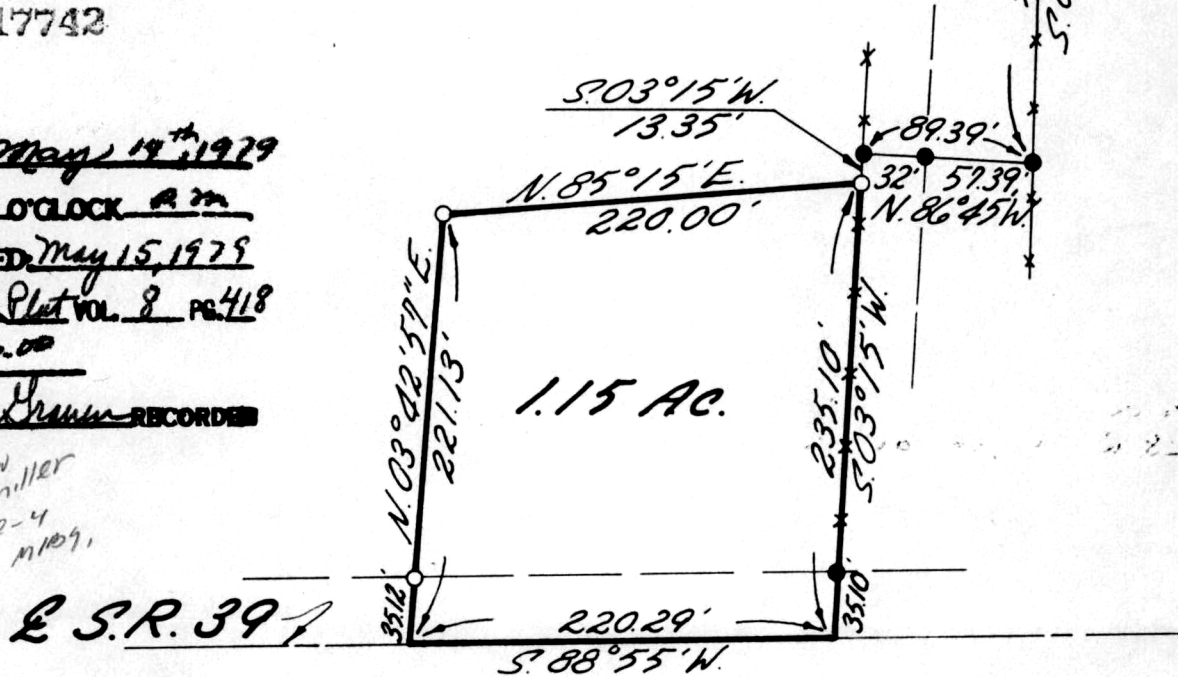 17742
May 14th, 1979
O'CLOCK P.M.
ED. May 15, 1979
Plat VOL. 8 PG. 418
RECORDER
S.03°15'W.
13.35'
89.39'
32' 57.39'
N.86°45'W.
N.85°15'E.
220.00'
N.03°42'57"E.
221.13'
1.15 AC.
235.10'
S.03°15'W.
35.12'
35.10'
℄ S.R. 39
220.29'
S.88°55'W.